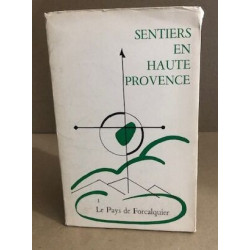 SENTIERS
EN
HAUTE
PROVENCE
1
Le Pays de Forcalquier